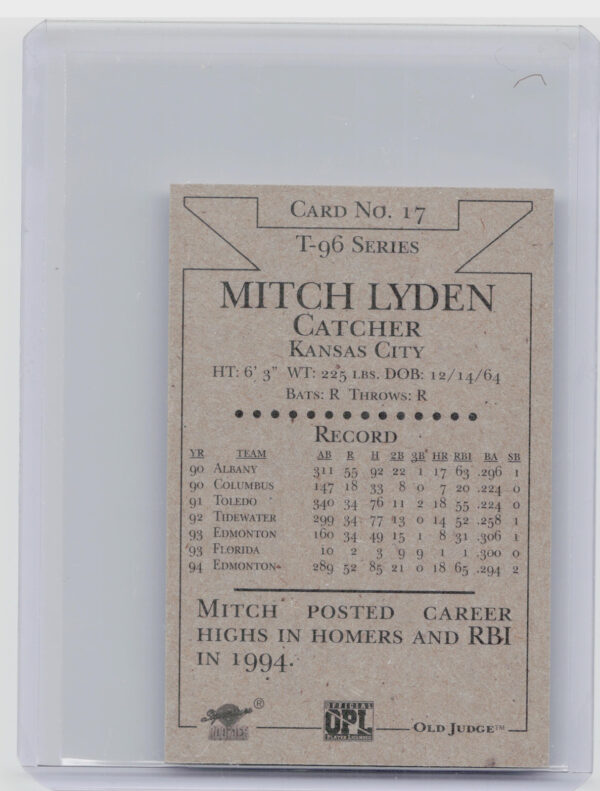 CARD NO. 17
T-96 SERIES
MITCH LYDEN
CATCHER
KANSAS CITY
HT: 6' 3" WT: 225 LBS. DOB: 12/14/64
BATS: R THROWS: R
RECORD
YR TEAM AB R H 2B 3B HR RBI BA SB
90 ALBANY 311 55 92 22 1 17 63 .296 1
90 COLUMBUS 147 18 33 8 0 7 20 .224 0
91 TOLEDO 340 34 76 11 2 18 55 .224 0
92 TIDEWATER 299 34 77 13 0 14 52 .258 1
93 EDMONTON 160 34 49 15 1 8 31 .306 1
93 FLORIDA 10 2 3 9 9 1 1 .300 0
94 EDMONTON 289 52 85 21 0 18 65 .294 2
MITCH POSTED CAREER
HIGHS IN HOMERS AND RBI
IN 1994.
®
OFFICIAL
OPL
PLAYER LICENSEE
OLD JUDGE™